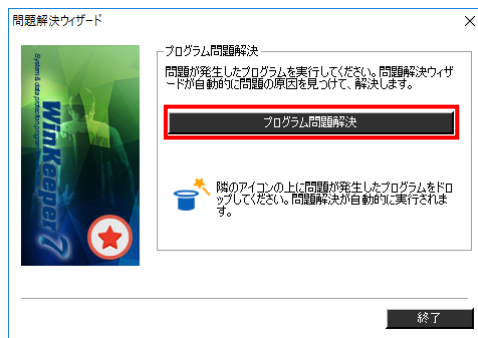 問題解決ウィザード
プログラム問題解決
問題が発生したプログラムを実行してください。問題解決ウィザ
ードが自動的に問題の原因を見つけて、解決します。
プログラム問題解決
隣のアイコンの上に問題が発生したプログラムをドロ
ップしてください。問題解決が自動的に実行されま
す。
System & data protection program
WinKeeper 7
終了